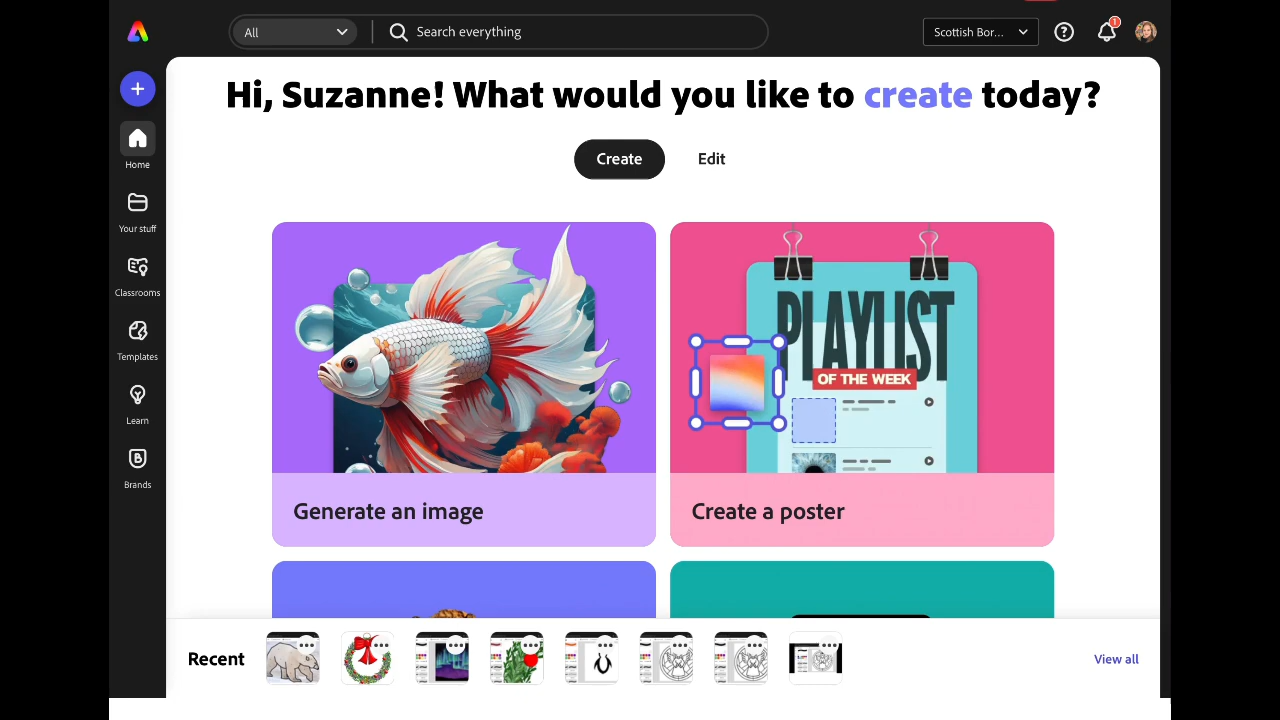 All
Search everything
Scottish Bor...
1
Hi, Suzanne! What would you like to create today?
Create
Edit
Home
Your stuff
Classrooms
Templates
Learn
Brands
PLAYLIST
OF THE WEEK
Generate an image
Create a poster
Recent
View all